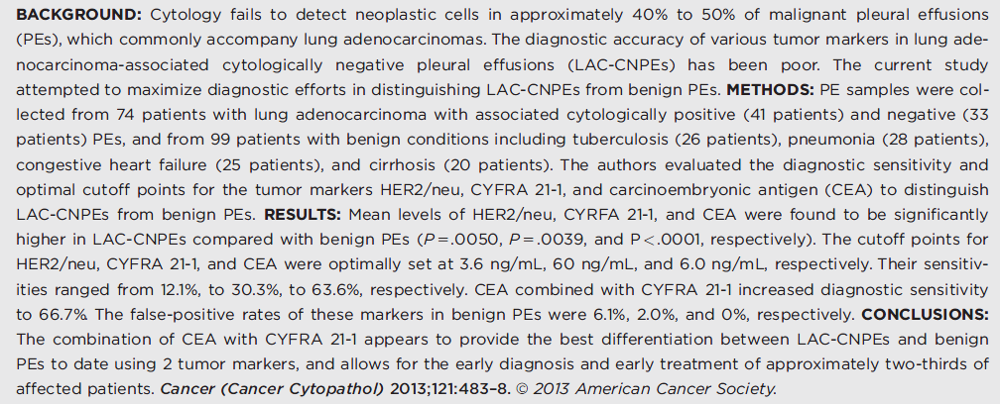 BACKGROUND: Cytology fails to detect neoplastic cells in approximately 40% to 50% of malignant pleural effusions
(PEs), which commonly accompany lung adenocarcinomas. The diagnostic accuracy of various tumor markers in lung ade-
nocarcinoma-associated cytologically negative pleural effusions (LAC-CNPEs) has been poor. The current study
attempted to maximize diagnostic efforts in distinguishing LAC-CNPEs from benign PEs. METHODS: PE samples were col-
lected from 74 patients with lung adenocarcinoma with associated cytologically positive (41 patients) and negative (33
patients) PEs, and from 99 patients with benign conditions including tuberculosis (26 patients), pneumonia (28 patients),
congestive heart failure (25 patients), and cirrhosis (20 patients). The authors evaluated the diagnostic sensitivity and
optimal cutoff points for the tumor markers HER2/neu, CYFRA 21-1, and carcinoembryonic antigen (CEA) to distinguish
LAC-CNPEs from benign PEs. RESULTS: Mean levels of HER2/neu, CYRFA 21-1, and CEA were found to be significantly
higher in LAC-CNPEs compared with benign PEs (P=.0050, P=.0039, and P<.0001, respectively). The cutoff points for
HER2/neu, CYFRA 21-1, and CEA were optimally set at 3.6 ng/mL, 60 ng/mL, and 6.0 ng/mL, respectively. Their sensitiv-
ities ranged from 12.1%, to 30.3%, to 63.6%, respectively. CEA combined with CYFRA 21-1 increased diagnostic sensitivity
to 66.7%. The false-positive rates of these markers in benign PEs were 6.1%, 2.0%, and 0%, respectively. CONCLUSIONS:
The combination of CEA with CYFRA 21-1 appears to provide the best differentiation between LAC-CNPEs and benign
PEs to date using 2 tumor markers, and allows for the early diagnosis and early treatment of approximately two-thirds of
affected patients. Cancer (Cancer Cytopathol) 2013;121:483–8. © 2013 American Cancer Society.